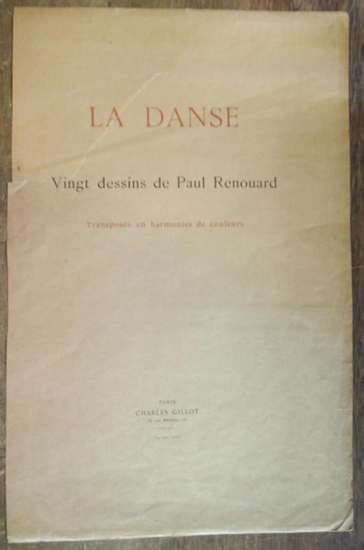 LA DANSE
Vingt dessins de Paul Renouard
Transposés en harmonies de couleurs
PARIS
CHARLES GILLOT